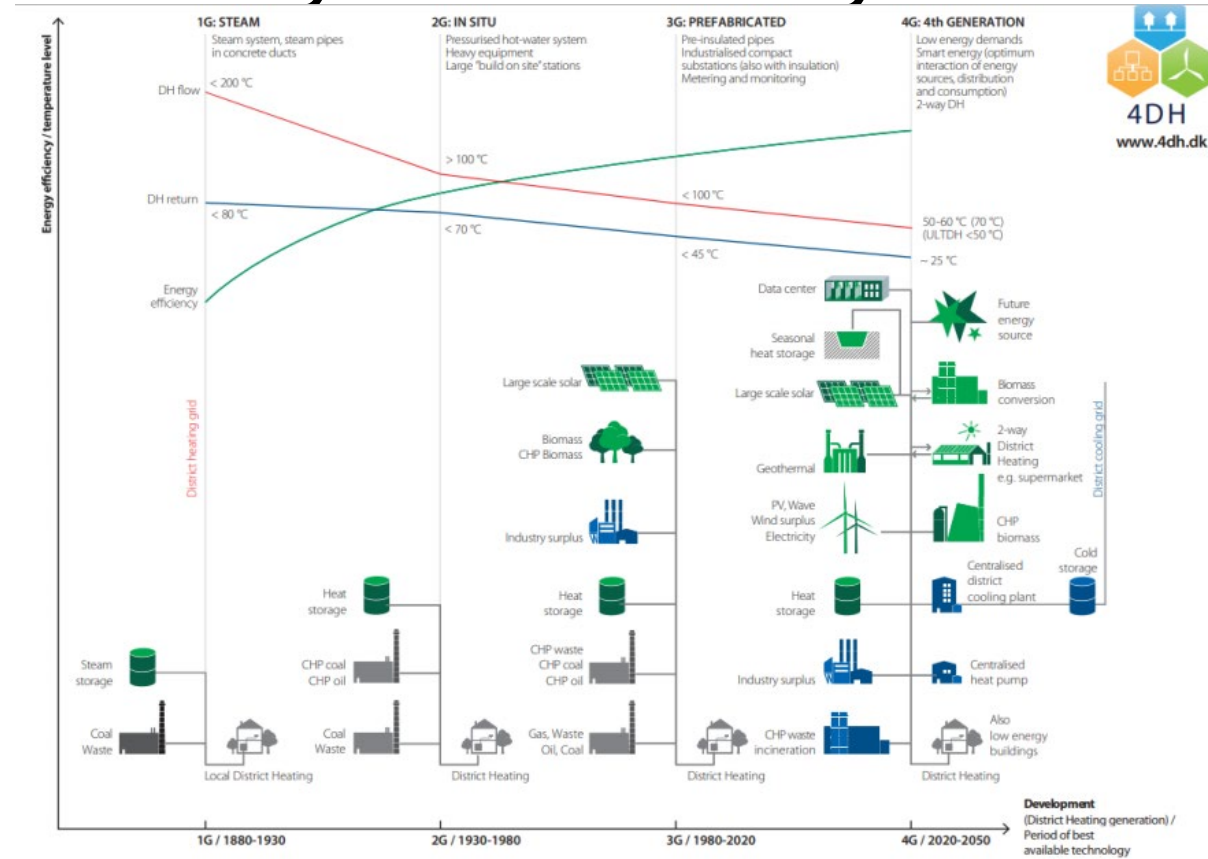 1G: STEAM
Steam system, steam pipes
in concrete ducts
2G: IN SITU
Pressurised hot-water system
Heavy equipment
Large "build on site" stations
3G: PREFABRICATED
Pre-insulated pipes
Industrialised compact
substations (also with insulation)
Metering and monitoring
4G: 4th GENERATION
Low energy demands
Smart energy (optimum
interaction of energy
sources, distribution
and consumption)
2-way DH
4DH
www.4dh.dk
Energy efficiency / temperature level
DH flow
< 200 °C
> 100 °C
< 100 °C
50-60 °C (70 °C)
(ULTDH <50 °C)
DH return
< 80 °C
< 70 °C
< 45 °C
~ 25 °C
Energy
efficiency
District heating grid
Steam
storage
Coal
Waste
Local District Heating
Heat
storage
CHP coal
CHP oil
Coal
Waste
District Heating
Large scale solar
Biomass
CHP Biomass
Industry surplus
Heat
storage
CHP waste
CHP coal
CHP oil
Gas, Waste
Oil, Coal
District Heating
Data center
Seasonal
heat storage
Large scale solar
Geothermal
PV, Wave
Wind surplus
Electricity
Heat
storage
Industry surplus
CHP waste
incineration
Future
energy
source
Biomass
conversion
2-way
District
Heating
e.g. supermarket
CHP
biomass
Centralised
district
cooling plant
Cold
storage
District cooling grid
Centralised
heat pump
Also
low energy
buildings
District Heating
1G / 1880-1930
2G / 1930-1980
3G / 1980-2020
4G / 2020-2050
Development
(District Heating generation) /
Period of best
available technology